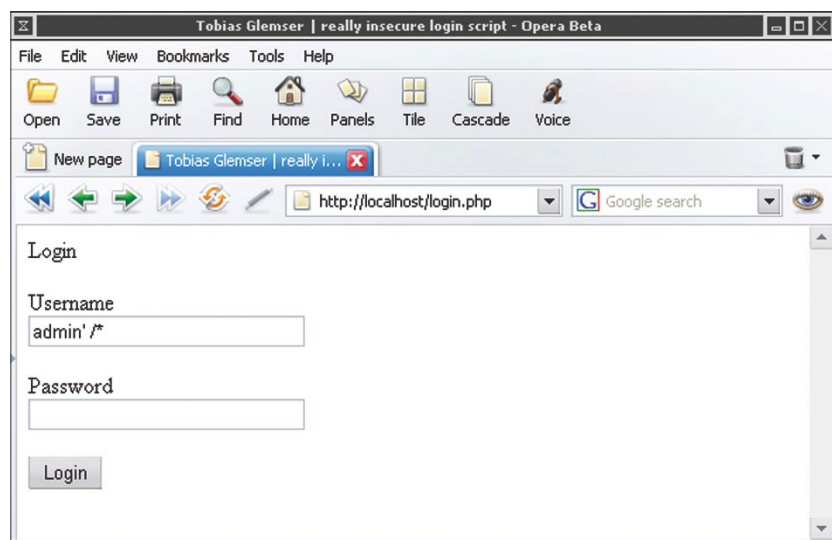 Tobias Glemser | really insecure login script - Opera Beta
File Edit View Bookmarks Tools Help
Open Save Print Find Home Panels Tile Cascade Voice
New page Tobias Glemser | really i...
http://localhost/login.php G Google search
Login
Username
admin' /*
Password
Login